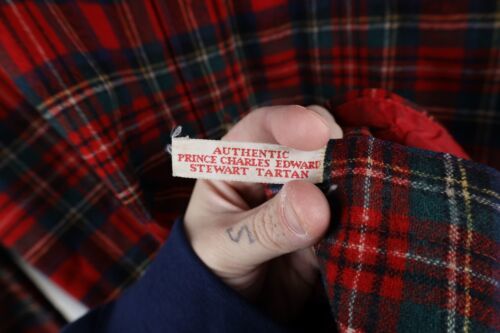 AUTHENTIC
PRINCE CHARLES EDWARD
STEWART TARTAN